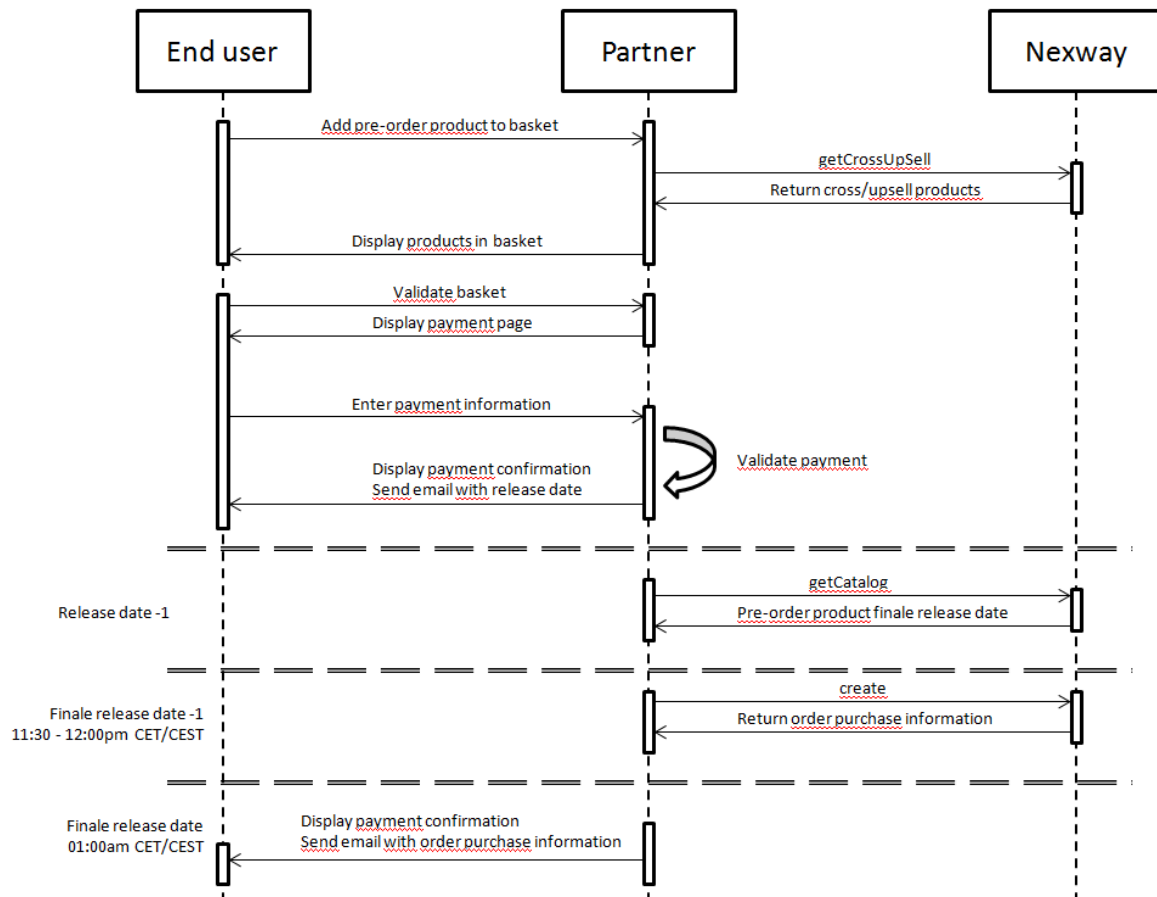 End user
Partner
Nexway
Add pre-order product to basket
getCrossUpSell
Return cross/upsell products
Display products in basket
Validate basket
Display payment page
Enter payment information
Validate payment
Display payment confirmation
Send email with release date
getCatalog
Release date -1
Pre-order product finale release date
create
Finale release date -1
11:30 - 12:00pm CET/CEST
Return order purchase information
Finale release date
01:00am CET/CEST
Display payment confirmation
Send email with order purchase information